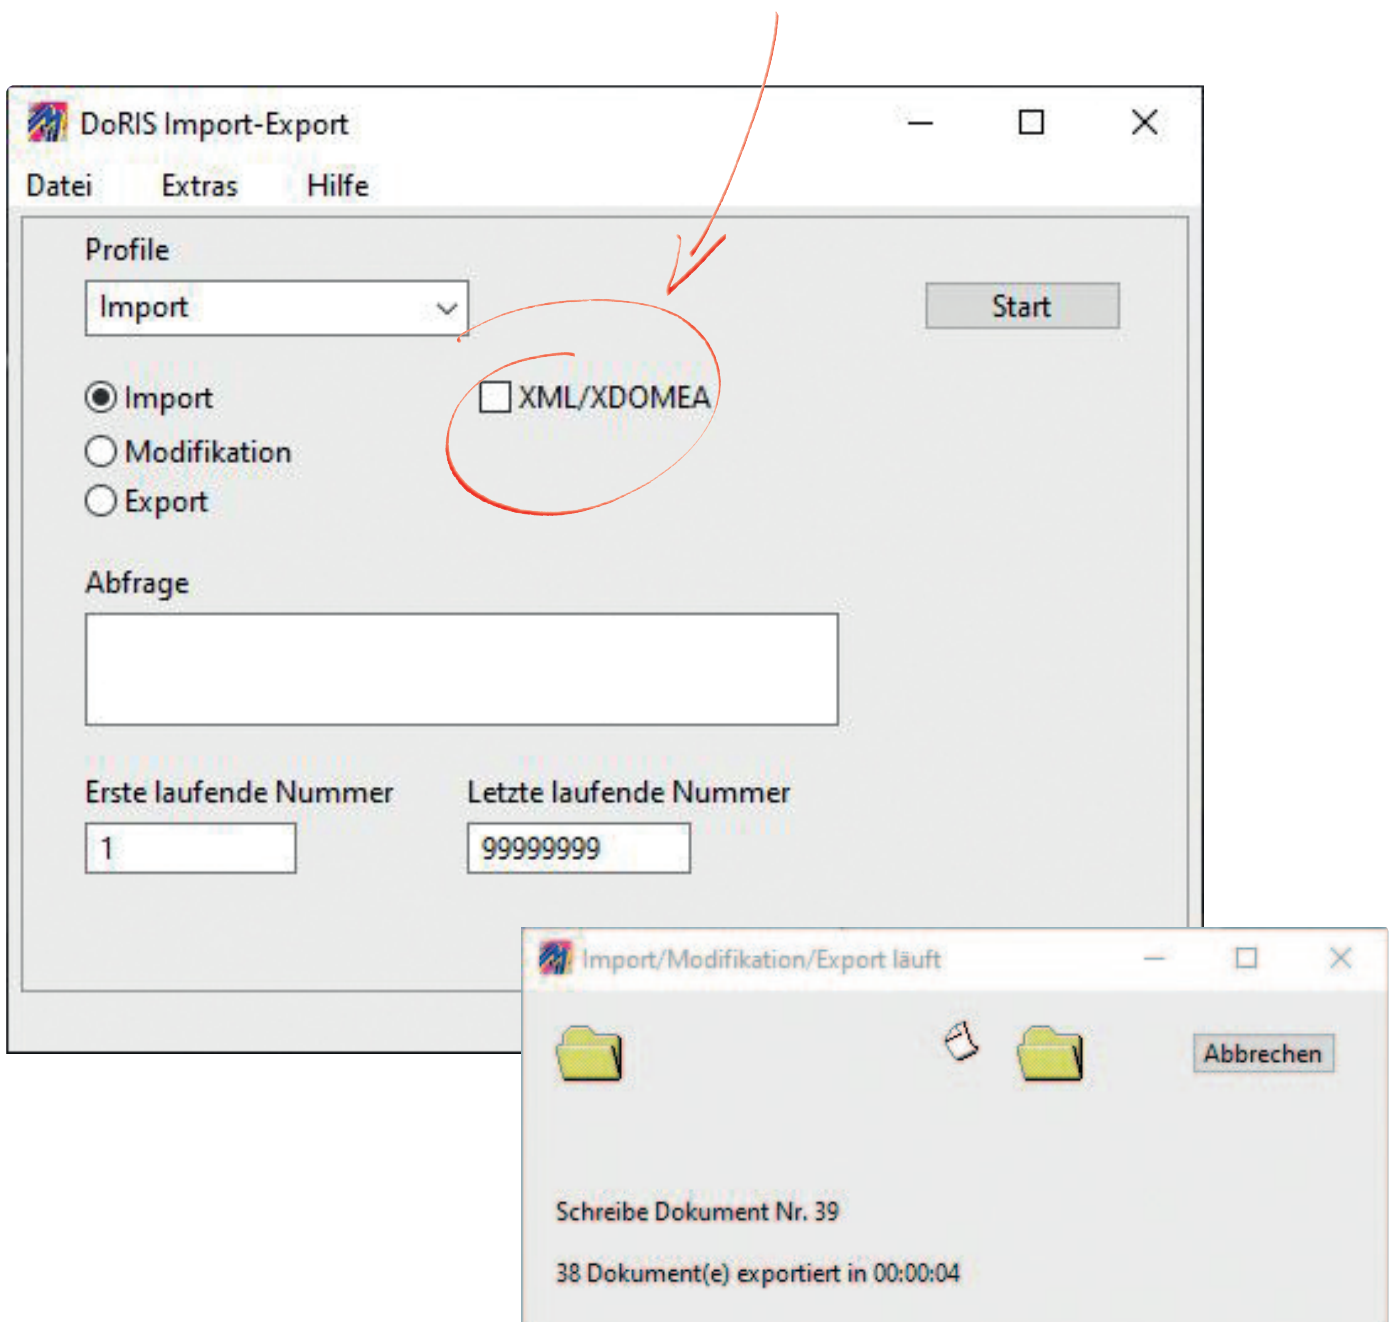 DoRIS Import-Export
Datei Extras Hilfe
Profile
Import
Start
Import
XML/XDOMEA
Modifikation
Export
Abfrage
Erste laufende Nummer Letzte laufende Nummer
1 99999999
Import/Modifikation/Export läuft
Abbrechen
Schreibe Dokument Nr. 39
38 Dokument(e) exportiert in 00:00:04